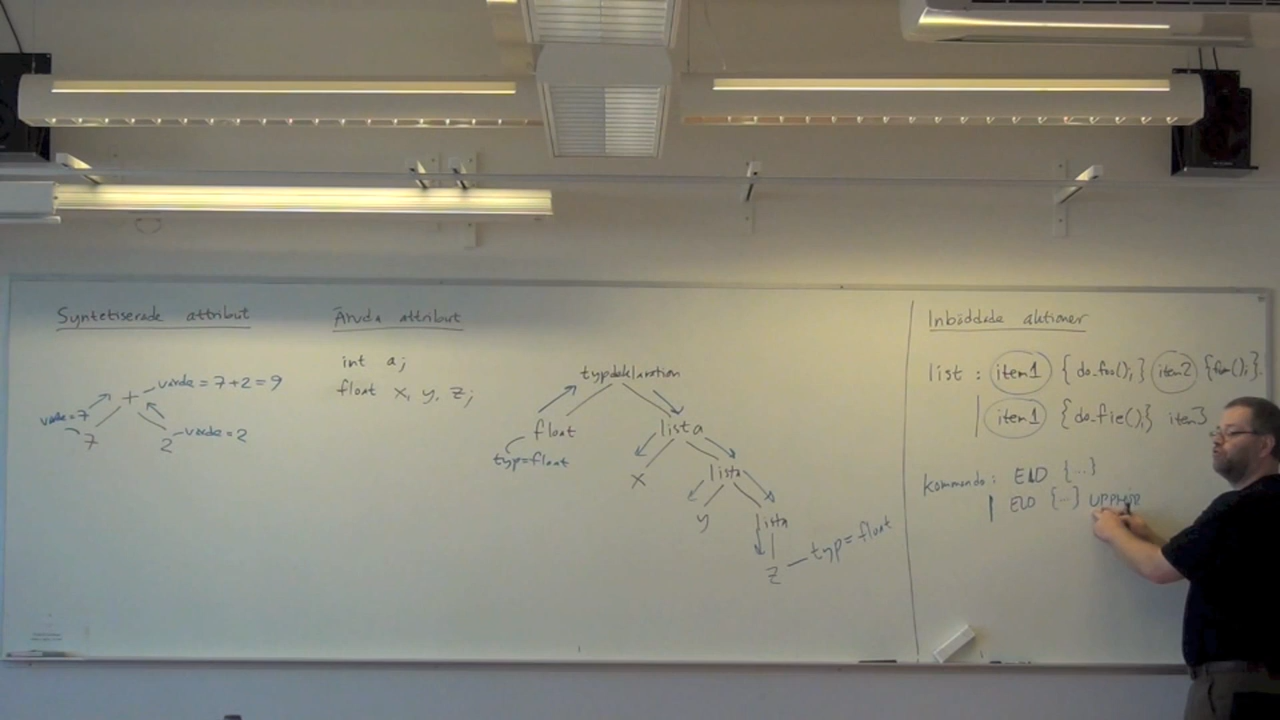 Syntetiserade attribut
värde = 7+2 = 9
+
värde = 7
7
2
värde = 2
Ärvda attribut
int a;
float x, y, z;
typdeklaration
float
typ=float
lista
x
lista
y
lista
z
typ=float
Inbäddade aktioner
list : item1 { do_foo(); } item2 {fum();}.
| item1 { do_fie(); } item3
kommando : ELD {...}
| ELD {...} UPPHÖR